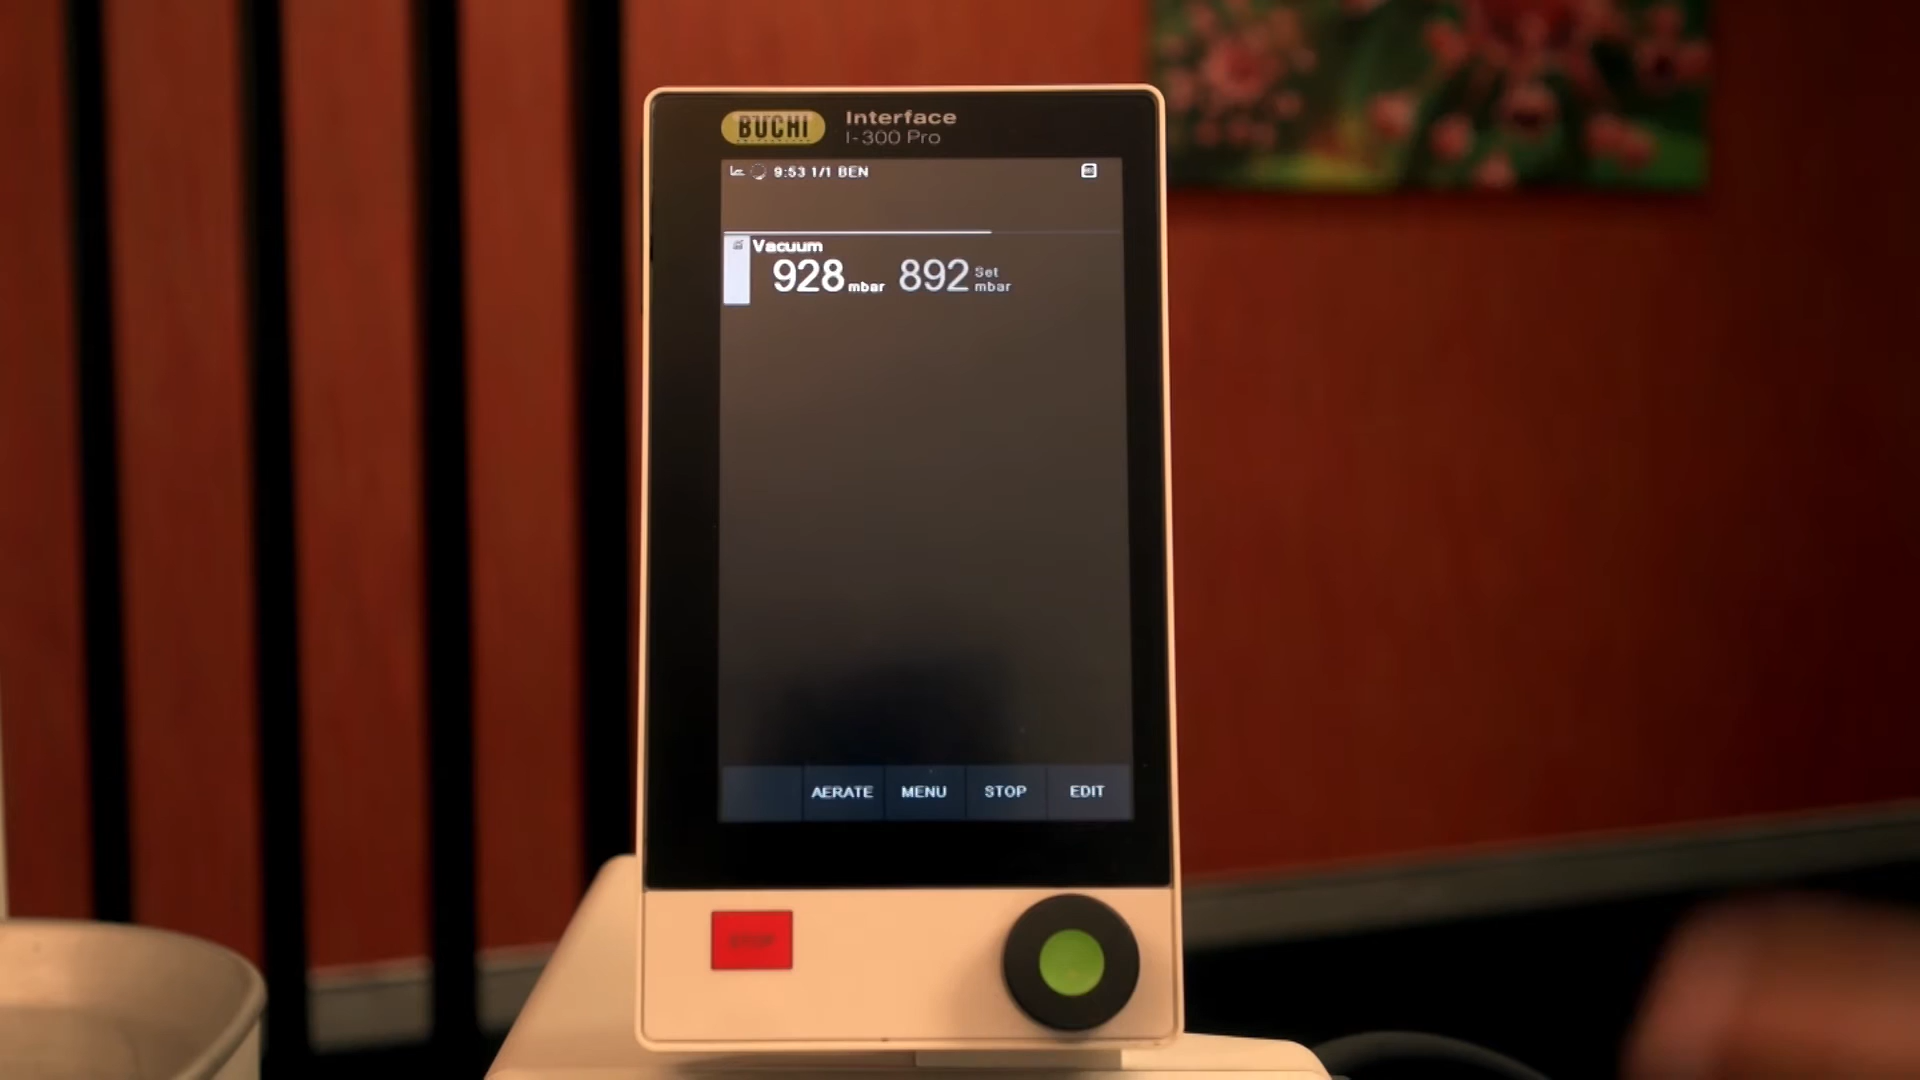 BUCHI
Interface
I-300 Pro
9:53 1/1 BEN
Vacuum
928 mbar 892 Set mbar
AERATE MENU STOP EDIT
STOP